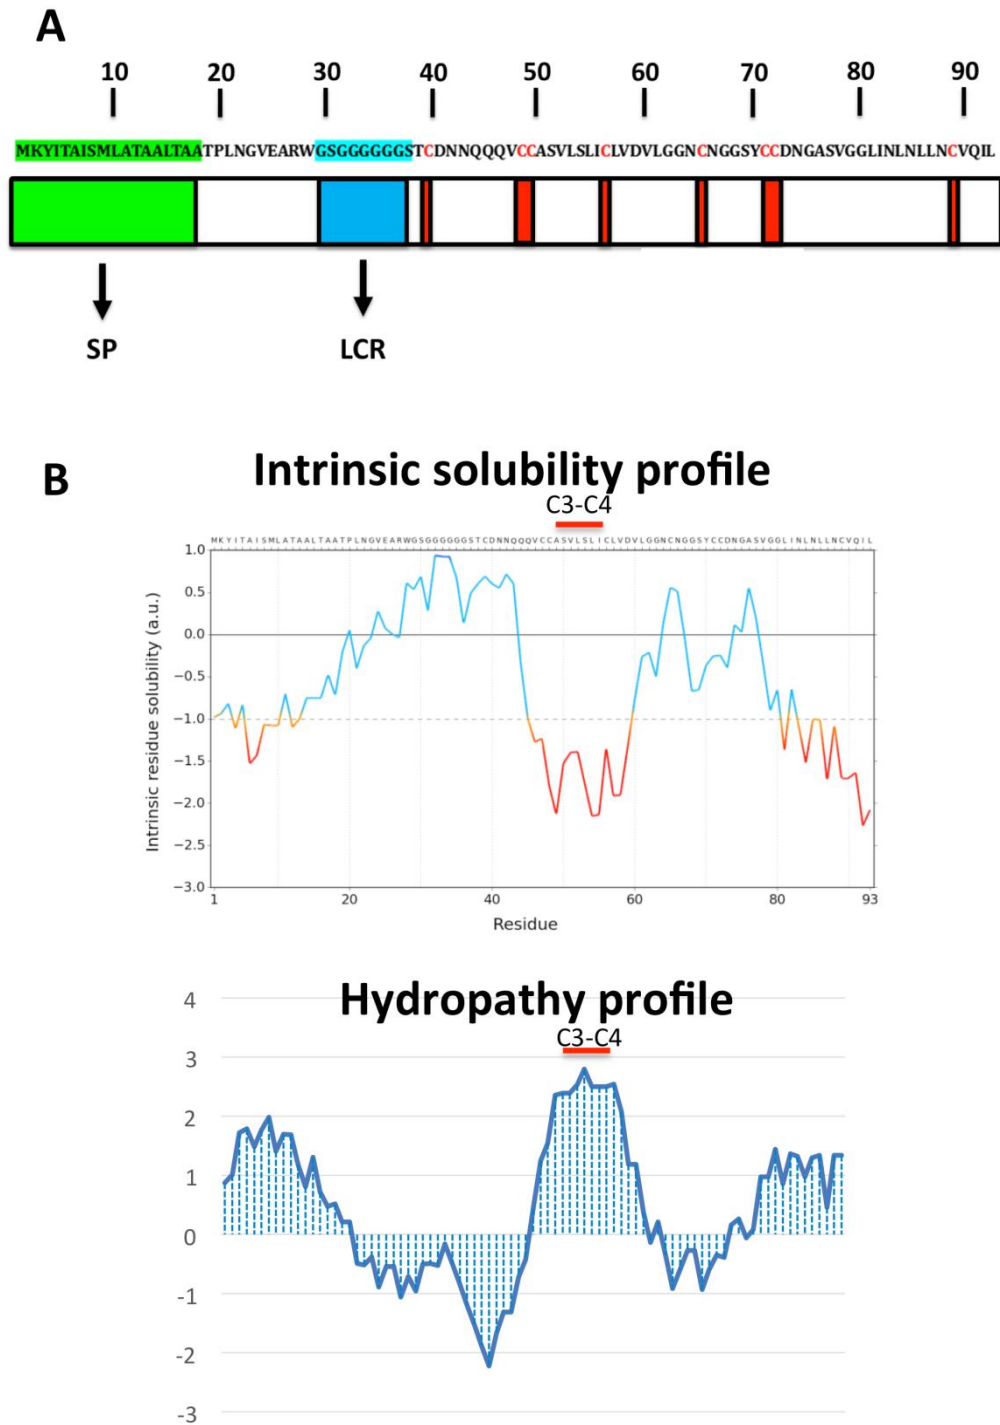 A
10 20 30 40 50 60 70 80 90
MKYITAISMLATAALTAATPLNGVEARWGSGGGGGGSTCDNNQQQVCCASVLSLICLVDVLGGNCNGGSYCCDNGASVGGLINLNLLNCVQIL
SP LCR
B
Intrinsic solubility profile
C3-C4
MKYITAISMLATAALTAATPLNGVEARWGSGGGGGGSTCDNNQQQVCCASVLSLICLVDVLGGNCNGGSYCCDNGASVGGLINLNLLNCVQIL
1.0
0.5
0.0
−0.5
−1.0
−1.5
−2.0
−2.5
−3.0
Intrinsic residue solubility (a.u.)
1 20 40 60 80 93
Residue
Hydropathy profile
C3-C4
4
3
2
1
0
-1
-2
-3